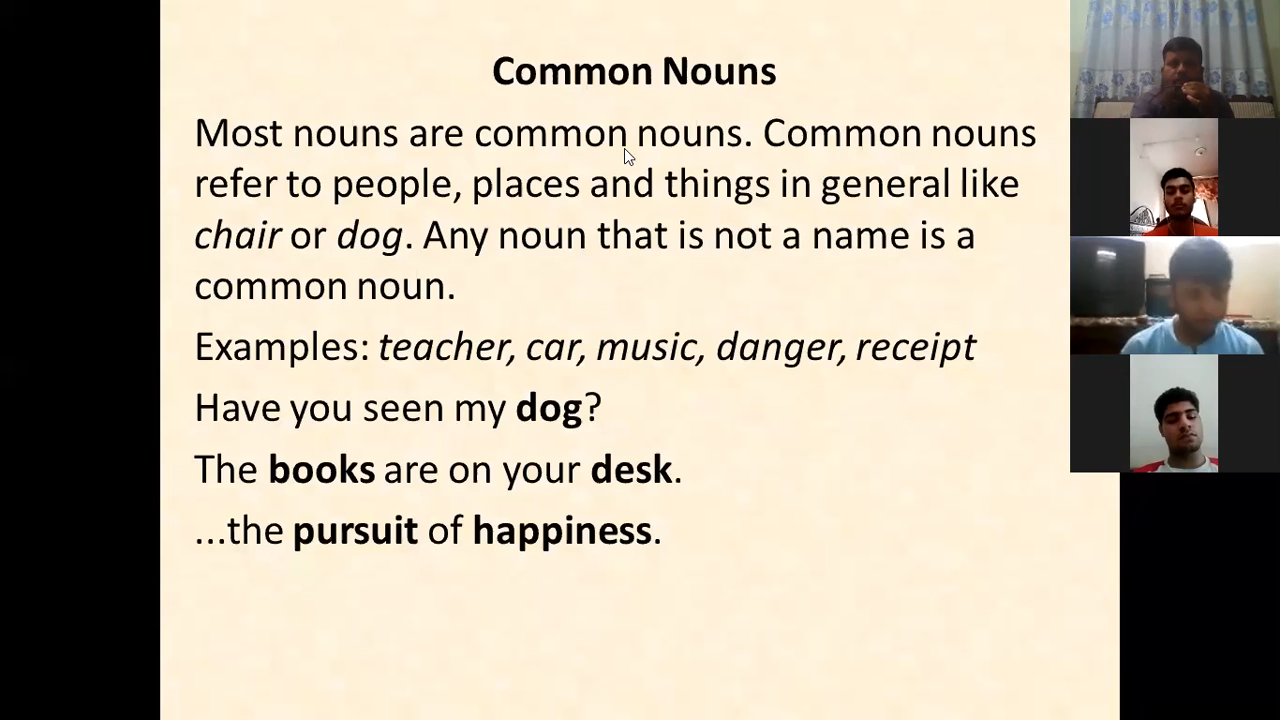 Common Nouns
Most nouns are common nouns. Common nouns
refer to people, places and things in general like
chair or dog. Any noun that is not a name is a
common noun.
Examples: teacher, car, music, danger, receipt
Have you seen my dog?
The books are on your desk.
...the pursuit of happiness.